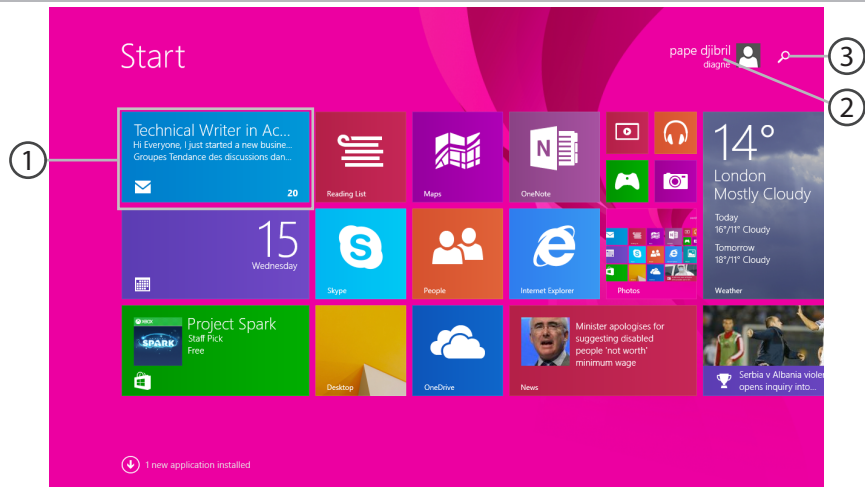 Start
pape djibril
diagne
3
2
1
Technical Writer in Ac...
Hi Everyone, I just started a new busine...
Groupes Tendance des discussions dan...
20
Reading List
Maps
N
OneNote
14°
London
Mostly Cloudy
Today
16°/11° Cloudy
Tomorrow
18°/11° Cloudy
Weather
15
Wednesday
S
Skype
People
Internet Explorer
Photos
XBOX
SPARK
Project Spark
Staff Pick
Free
Desktop
OneDrive
Minister apologises for
suggesting disabled
people 'not worth'
minimum wage
News
Serbia v Albania violen
opens inquiry into...
1 new application installed